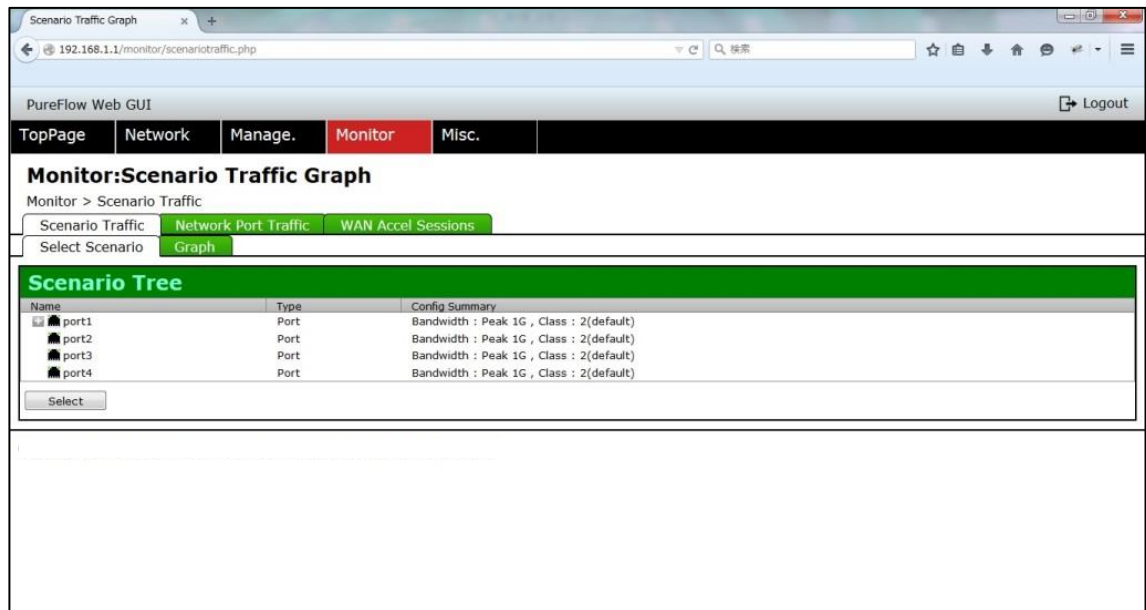 Scenario Traffic Graph
192.168.1.1/monitor/scenariotraffic.php
検索
PureFlow Web GUI
Logout
TopPage Network Manage. Monitor Misc.
Monitor:Scenario Traffic Graph
Monitor > Scenario Traffic
Scenario Traffic Network Port Traffic WAN Accel Sessions
Select Scenario Graph
Scenario Tree
Name Type Config Summary
port1 Port Bandwidth : Peak 1G , Class : 2(default)
port2 Port Bandwidth : Peak 1G , Class : 2(default)
port3 Port Bandwidth : Peak 1G , Class : 2(default)
port4 Port Bandwidth : Peak 1G , Class : 2(default)
Select